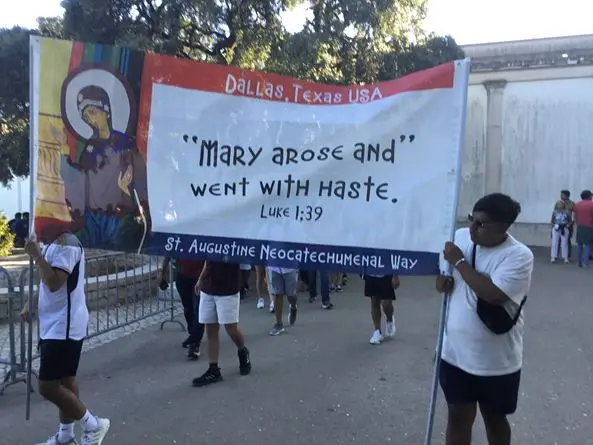 Dallas, Texas USA
"Mary arose and"
went with haste.
Luke 1:39
St. Augustine Neocatechumenal Way